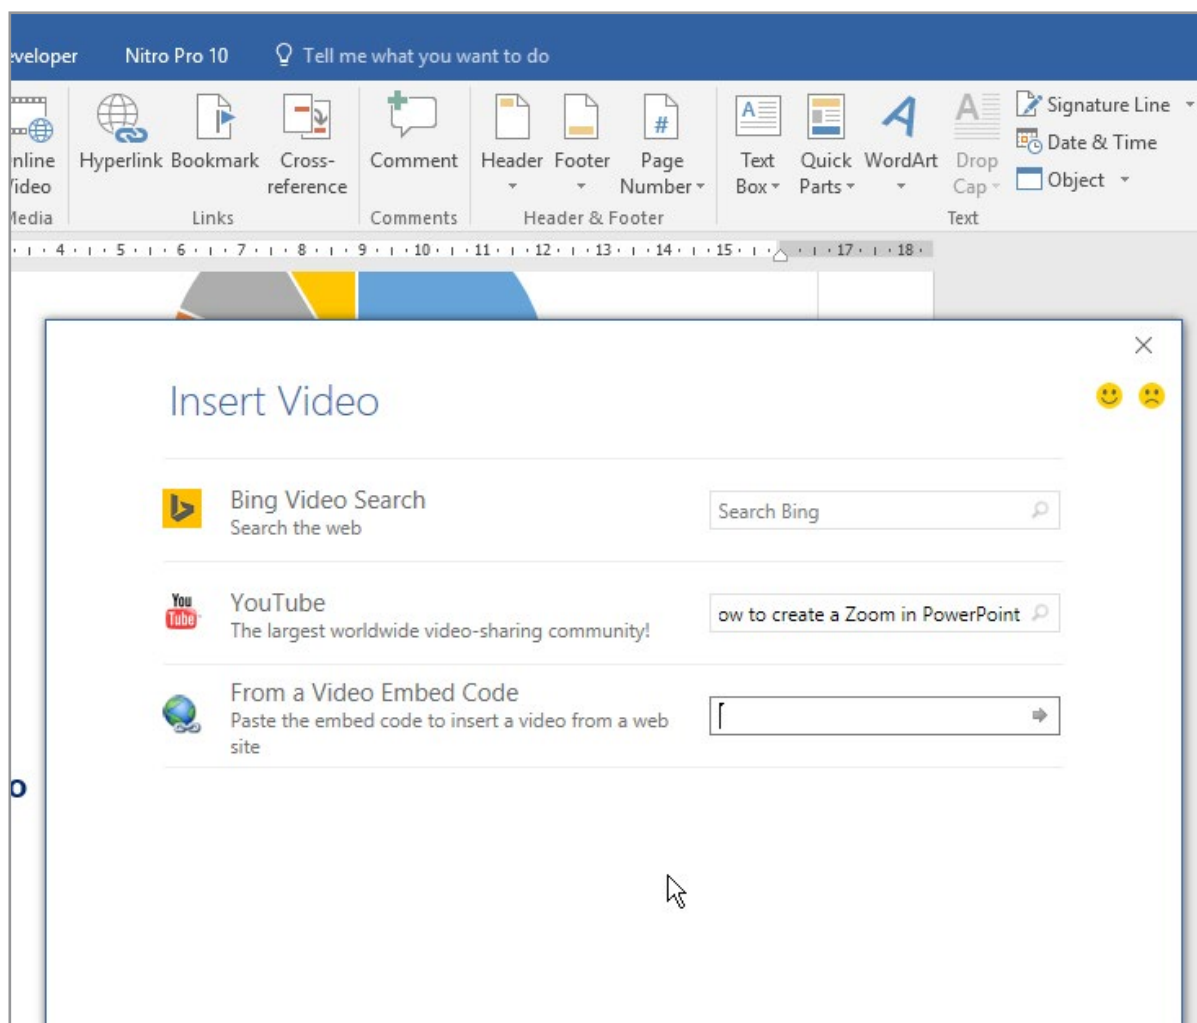 eveloper Nitro Pro 10 Tell me what you want to do
Signature Line
Date & Time
nline Hyperlink Bookmark Cross- Comment Header Footer Page Text Quick WordArt Drop
Video reference Number Box Parts Cap Object
Media Links Comments Header & Footer Text
4 5 6 7 8 9 10 11 12 13 14 15 17 18
Insert Video
Bing Video Search
Search the web
Search Bing
You
Tube
YouTube
The largest worldwide video-sharing community!
ow to create a Zoom in PowerPoint
From a Video Embed Code
Paste the embed code to insert a video from a web
site
o